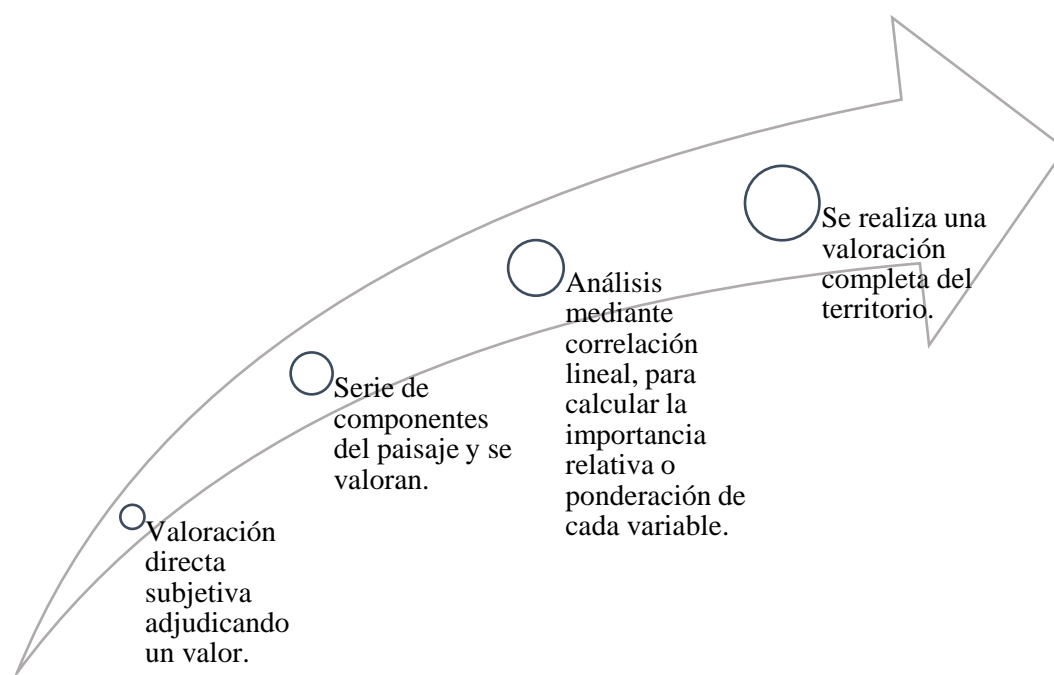 Valoración
directa
subjetiva
adjudicando
un valor.
Serie de
componentes
del paisaje y se
valoran.
Análisis
mediante
correlación
lineal, para
calcular la
importancia
relativa o
ponderación de
cada variable.
Se realiza una
valoración
completa del
territorio.